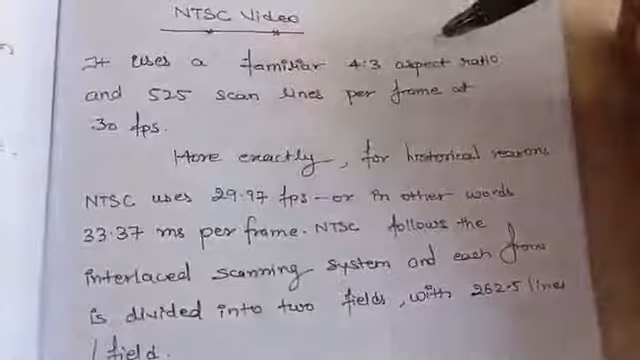 NTSC Video
It uses a familiar 4:3 aspect ratio
and 525 scan lines per frame at
30 fps.
More exactly, for historical reasons
NTSC uses 29.97 fps - or in other words
33.37 ms per frame. NTSC follows the
interlaced scanning system and each frame
is divided into two fields, with 262.5 lines
/ field.